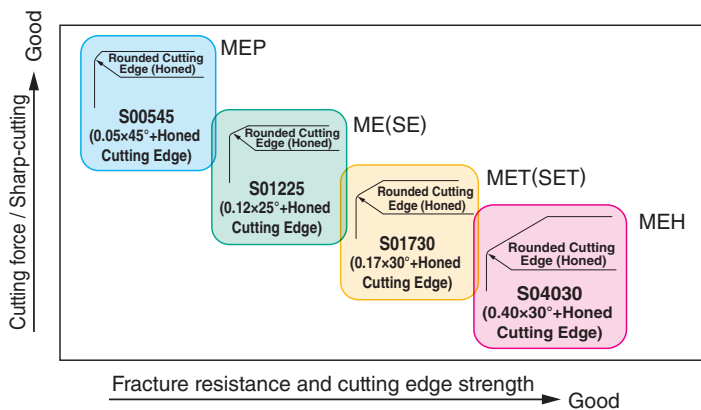 Good
Cutting force / Sharp-cutting
MEP
Rounded Cutting
Edge (Honed)
S00545
(0.05×45°+Honed
Cutting Edge)
ME(SE)
Rounded Cutting
Edge (Honed)
S01225
(0.12×25°+Honed
Cutting Edge)
MET(SET)
Rounded Cutting
Edge (Honed)
S01730
(0.17×30°+Honed
Cutting Edge)
MEH
Rounded Cutting
Edge (Honed)
S04030
(0.40×30°+Honed
Cutting Edge)
Fracture resistance and cutting edge strength
Good